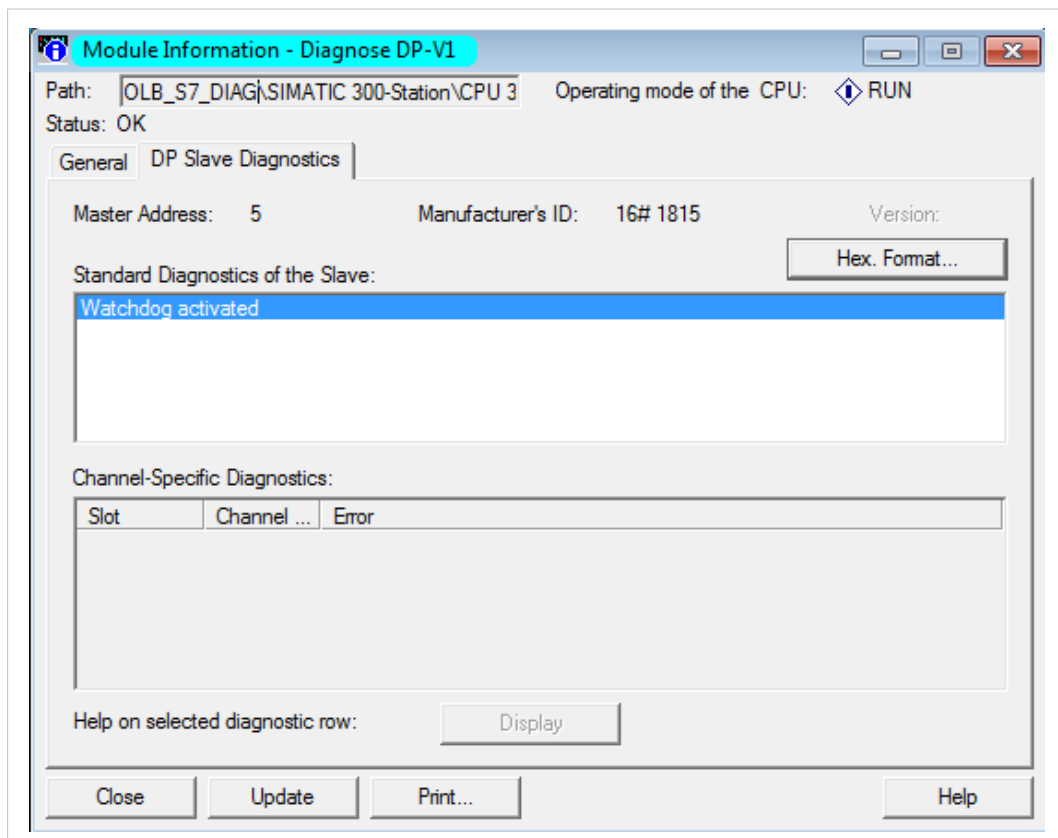 Module Information - Diagnose DP-V1
Path: OLB_S7_DIAG\SIMATIC 300-Station\CPU 3 Operating mode of the CPU: RUN
Status: OK
General DP Slave Diagnostics
Master Address: 5 Manufacturer's ID: 16# 1815 Version:
Hex. Format...
Standard Diagnostics of the Slave:
Watchdog activated
Channel-Specific Diagnostics:
Slot Channel ... Error
Help on selected diagnostic row: Display
Close Update Print... Help